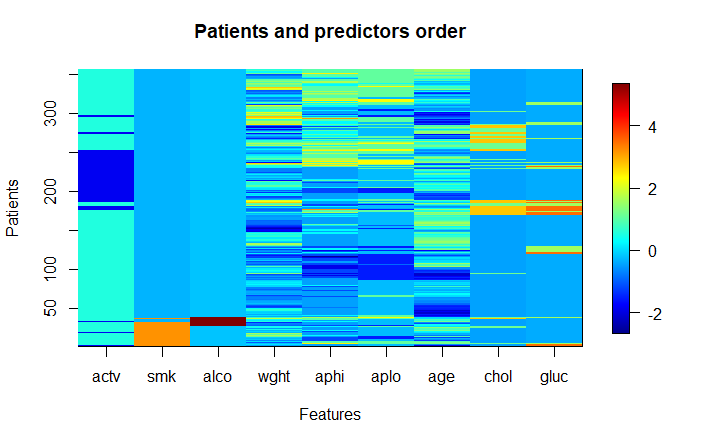 Patients and predictors order
Patients
300
200
100
50
actv smk alco wght aphi aplo age chol gluc
Features
4
2
0
-2